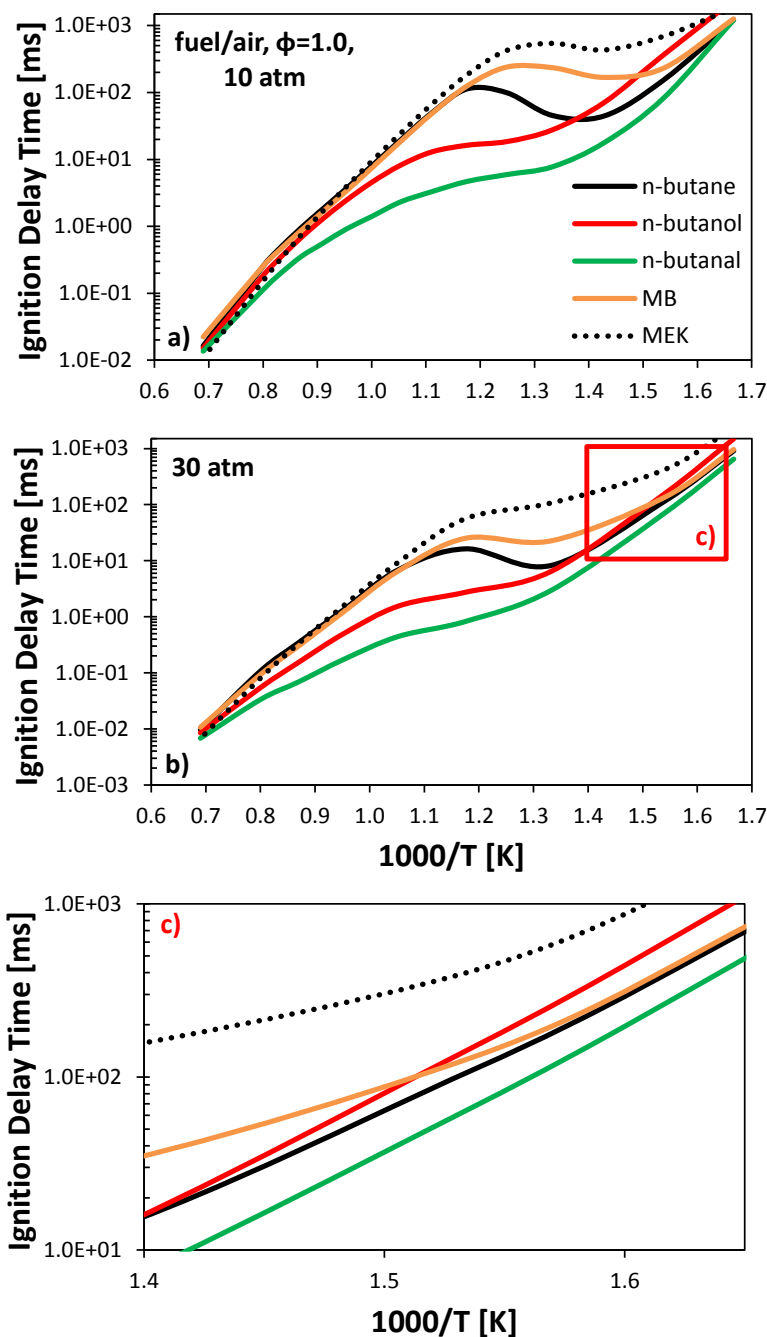 Ignition Delay Time [ms]
1.0E+03
1.0E+02
1.0E+01
1.0E+00
1.0E-01
1.0E-02
fuel/air, ϕ=1.0,
10 atm
n-butane
n-butanol
n-butanal
MB
MEK
a)
0.6 0.7 0.8 0.9 1.0 1.1 1.2 1.3 1.4 1.5 1.6 1.7
Ignition Delay Time [ms]
1.0E+03
1.0E+02
1.0E+01
1.0E+00
1.0E-01
1.0E-02
1.0E-03
30 atm
c)
b)
0.6 0.7 0.8 0.9 1.0 1.1 1.2 1.3 1.4 1.5 1.6 1.7
1000/T [K]
Ignition Delay Time [ms]
1.0E+03
1.0E+02
1.0E+01
c)
1.4 1.5 1.6
1000/T [K]